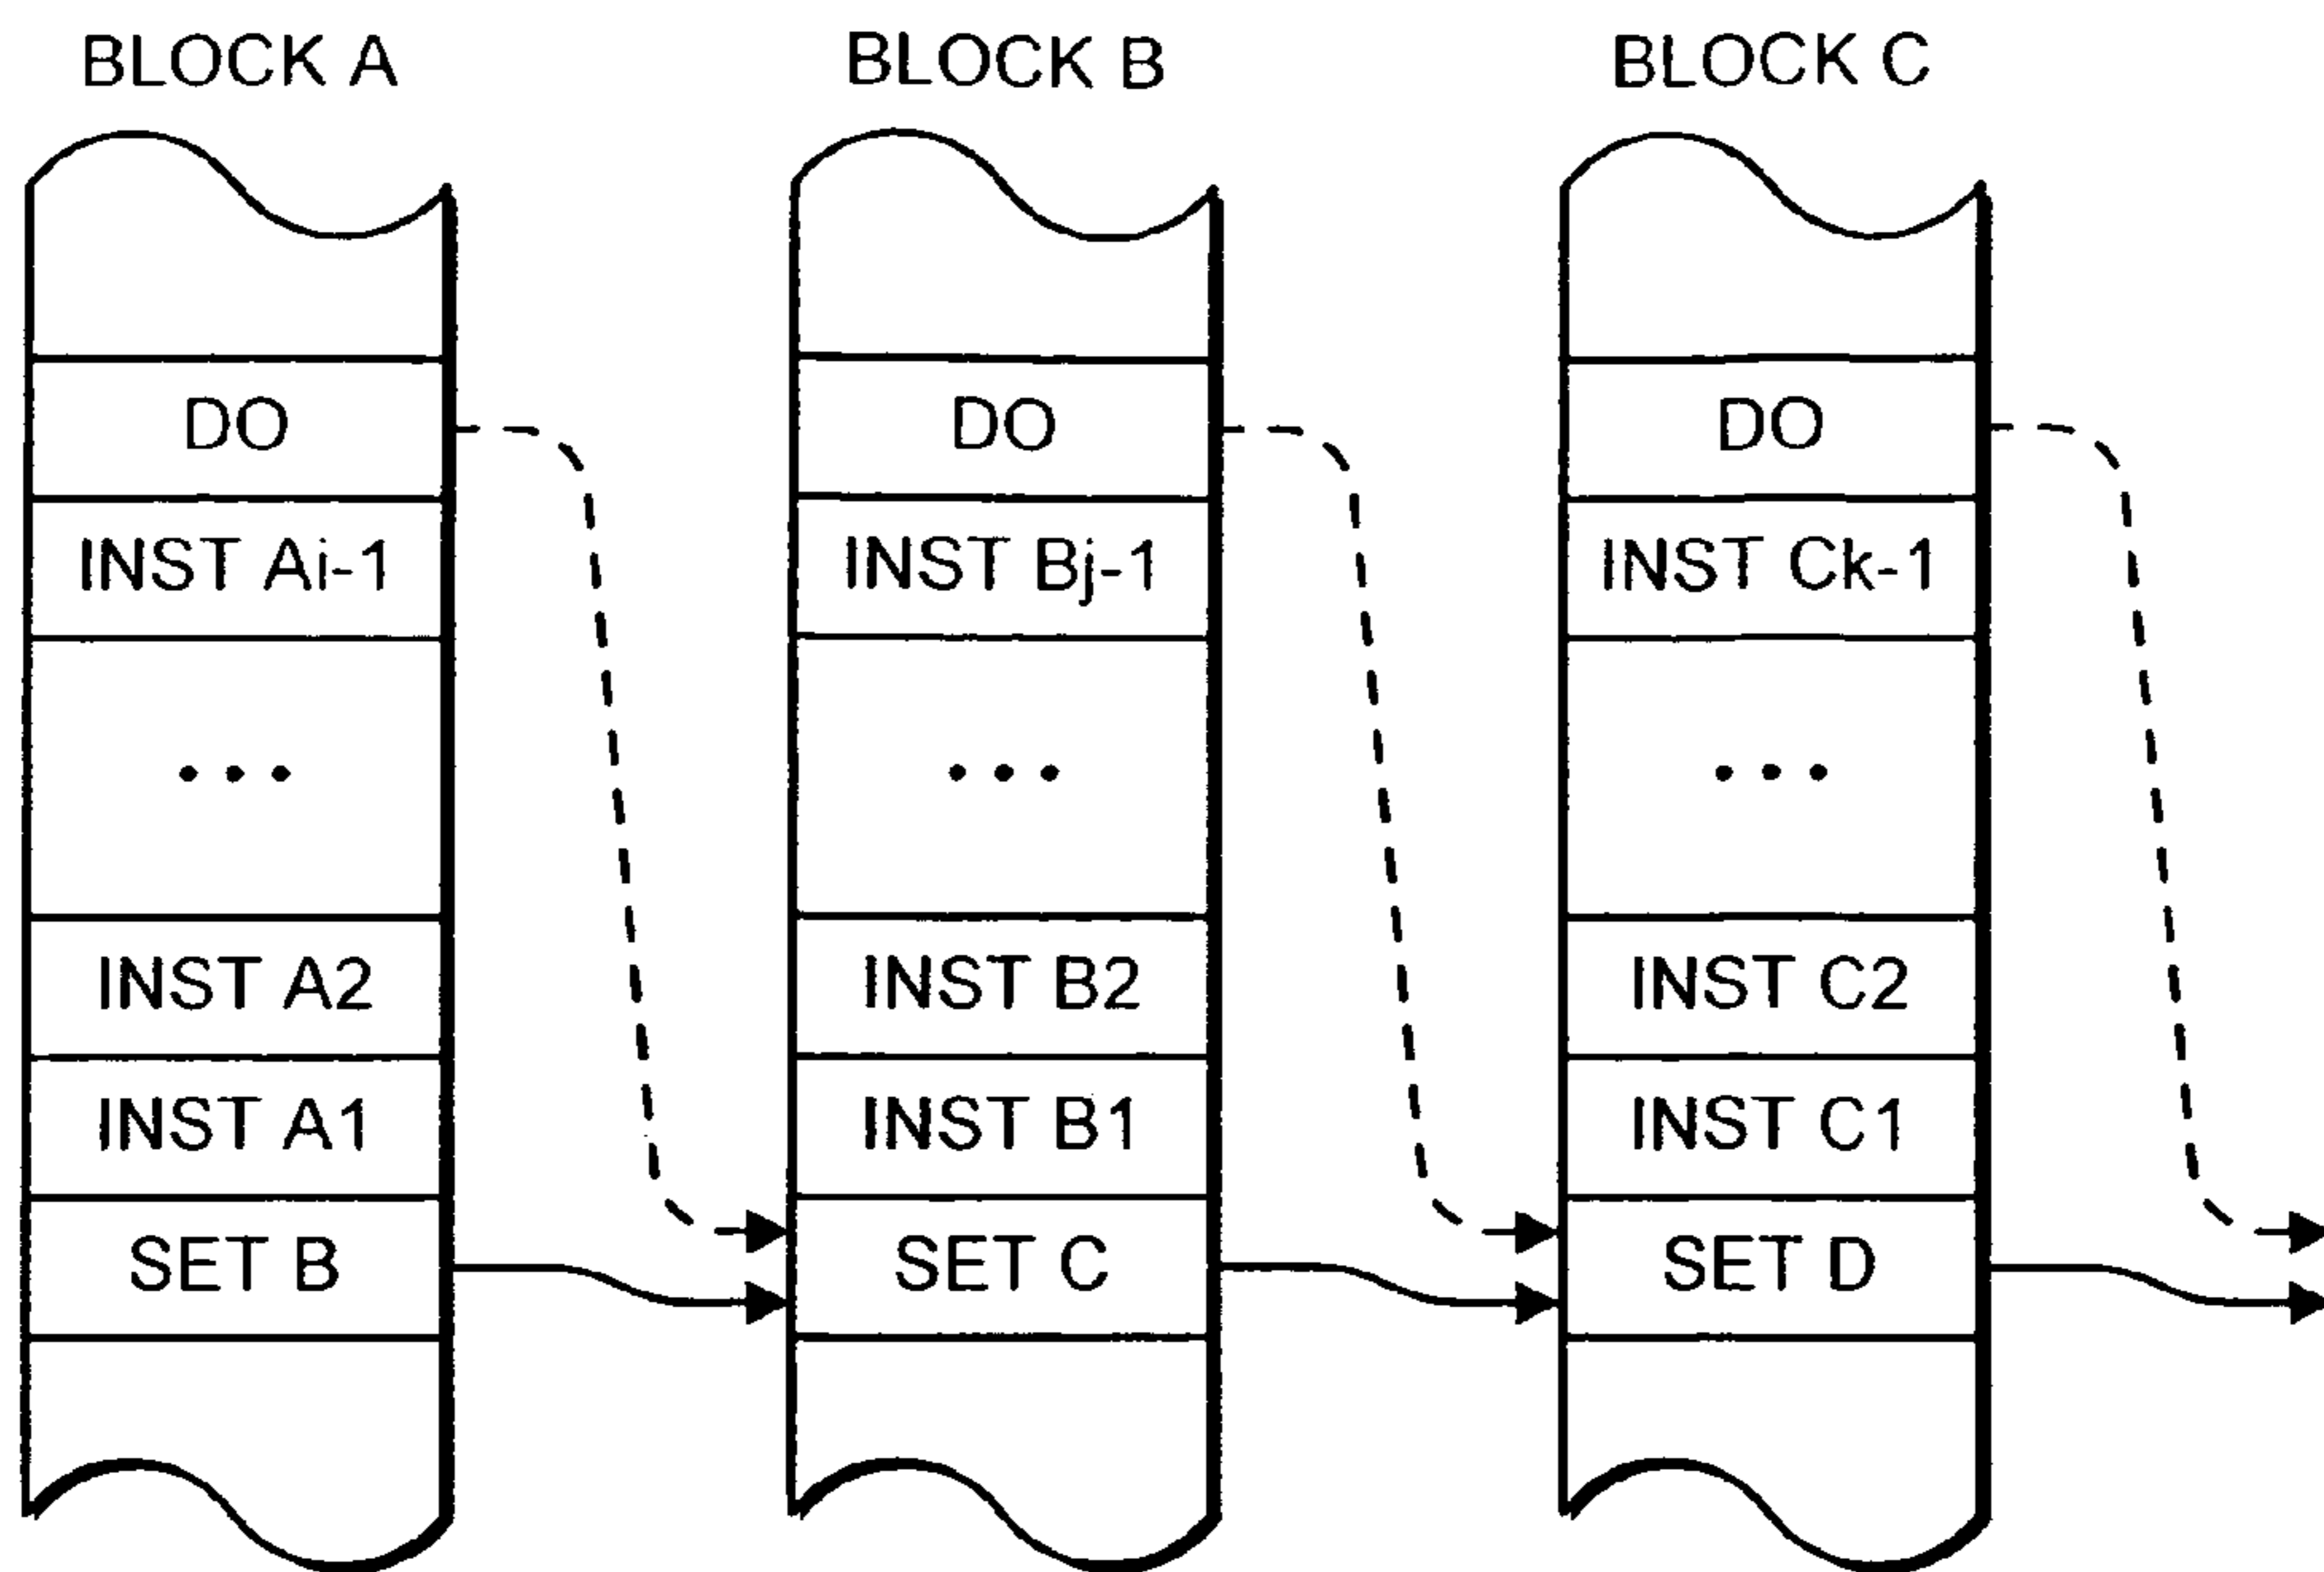 BLOCK A
DO
INST Ai-1
...
INST A2
INST A1
SET B
BLOCK B
DO
INST Bj-1
...
INST B2
INST B1
SET C
BLOCK C
DO
INST Ck-1
...
INST C2
INST C1
SET D